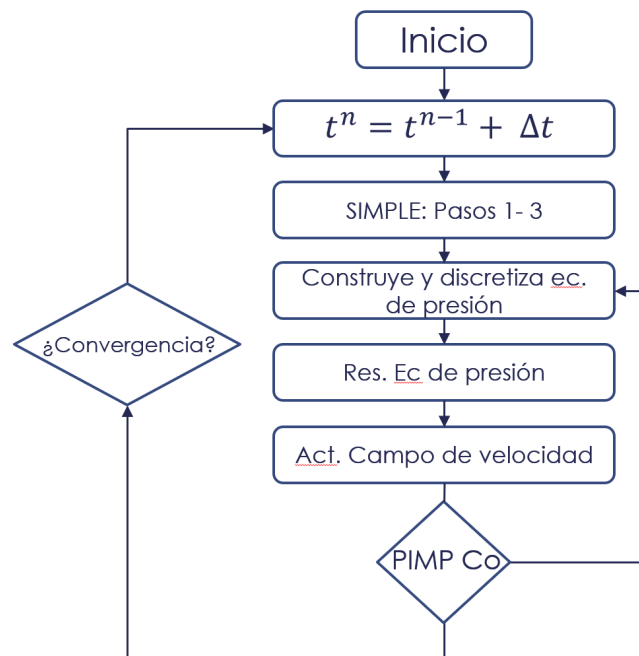 Inicio
tⁿ = tⁿ⁻¹ + Δt
SIMPLE: Pasos 1- 3
Construye y discretiza ec.
de presión
¿Convergencia?
Res. Ec de presión
Act. Campo de velocidad
PIMP Co